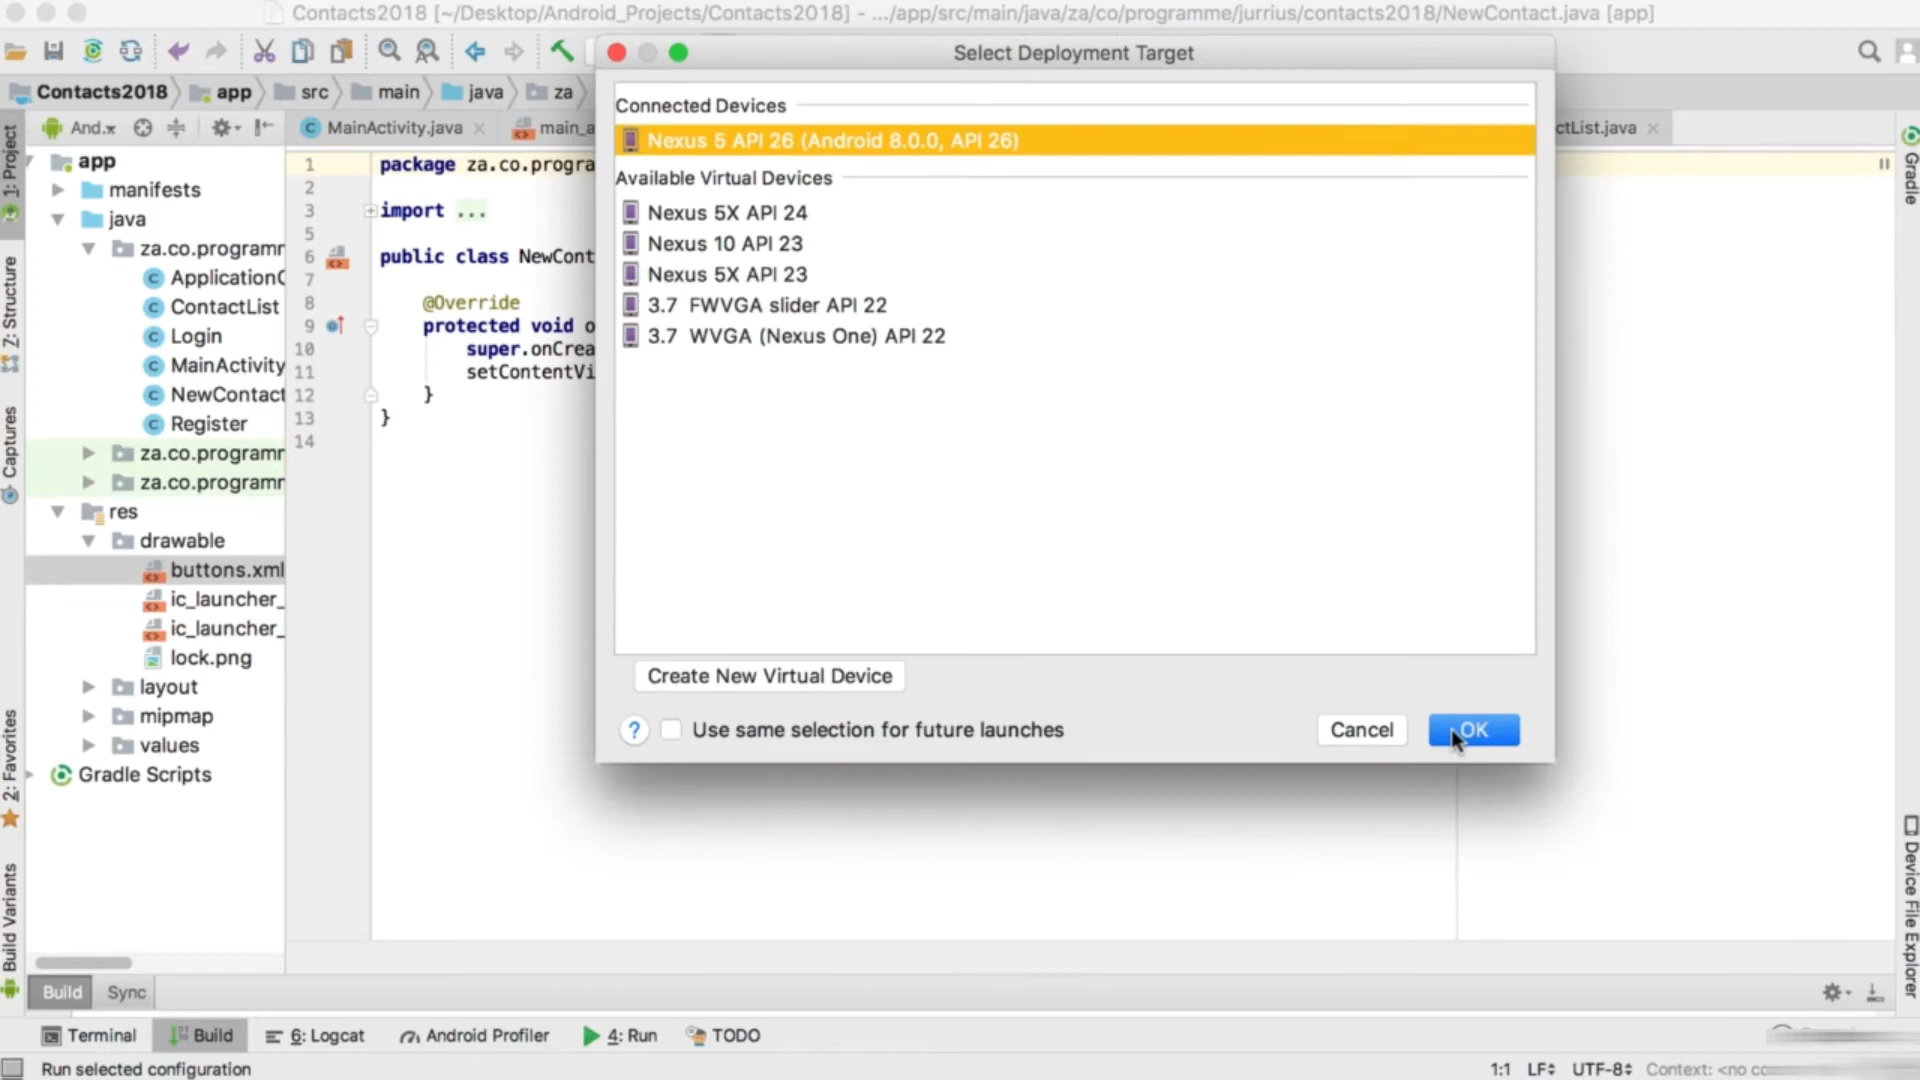 Contacts2018 [~/Desktop/Android_Projects/Contacts2018] - .../app/src/main/java/za/co/programme/jurrius/contacts2018/NewContact.java [app]
Select Deployment Target
Contacts2018
app
src
main
java
za
And.
MainActivity.java
main_a
ctList.java
Connected Devices
Nexus 5 API 26 (Android 8.0.0, API 26)
Available Virtual Devices
Nexus 5X API 24
Nexus 10 API 23
Nexus 5X API 23
3.7 FWVGA slider API 22
3.7 WVGA (Nexus One) API 22
Create New Virtual Device
? Use same selection for future launches
Cancel
OK
1: Project
Z: Structure
Captures
2: Favorites
Build Variants
app
manifests
java
za.co.programm
ApplicationC
ContactList
Login
MainActivity
NewContact
Register
za.co.programm
za.co.programm
res
drawable
buttons.xml
ic_launcher_
ic_launcher_
lock.png
layout
mipmap
values
Gradle Scripts
1 package za.co.progra
2
3 import ...
5
6 public class NewCont
7
8 @Override
9 protected void o
10 super.onCrea
11 setContentVi
12 }
13 }
14
Gradle
Device File Explorer
Build
Sync
Terminal
Build
6: Logcat
Android Profiler
4: Run
TODO
Run selected configuration
1:1 LF UTF-8 Context: <no co